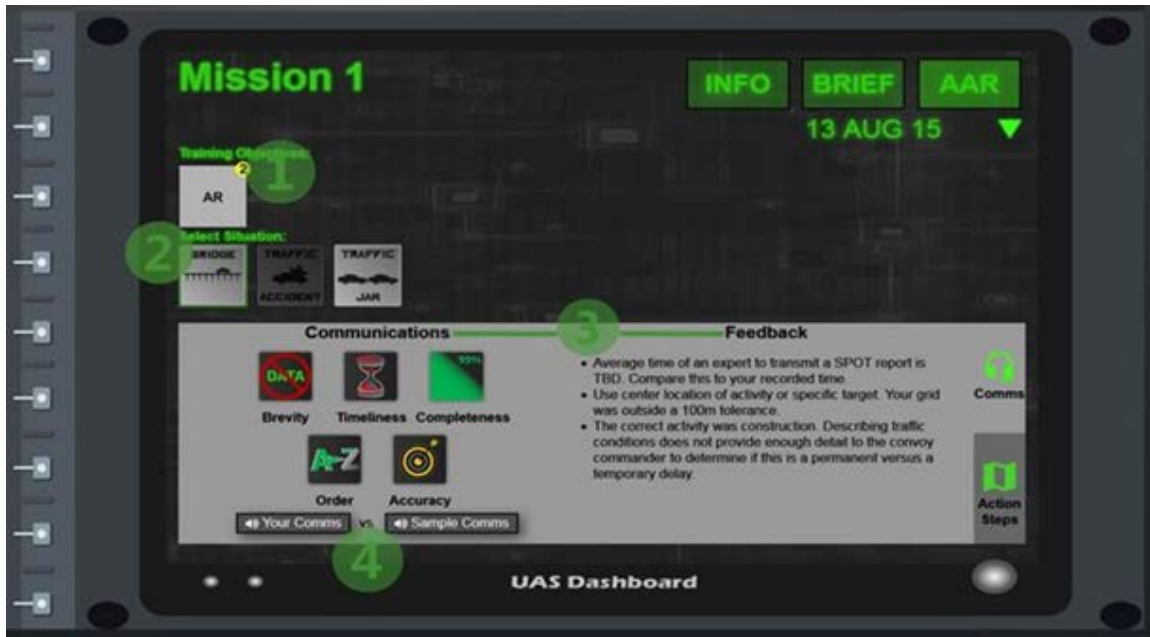 Mission 1
INFO BRIEF AAR
13 AUG 15
Training Objectives:
1
2
AR
2
Select Situation:
BRIDGE
TRAFFIC
ACCIDENT
TRAFFIC
JAM
3
Communications
Feedback
DATA
99%
Brevity Timeliness Completeness
A-Z
Order Accuracy
Your Comms vs. Sample Comms
4
• Average time of an expert to transmit a SPOT report is
TBD. Compare this to your recorded time.
• Use center location of activity or specific target. Your grid
was outside a 100m tolerance.
• The correct activity was construction. Describing traffic
conditions does not provide enough detail to the convoy
commander to determine if this is a permanent versus a
temporary delay.
Comms
Action
Steps
UAS Dashboard